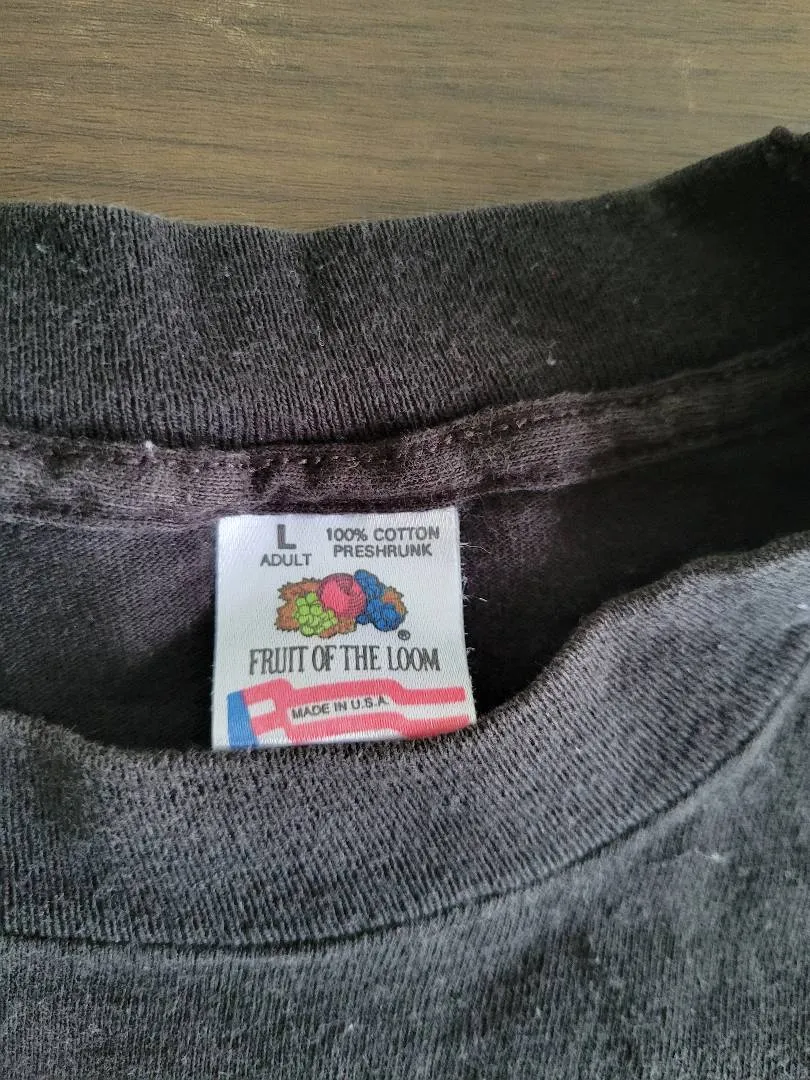 L
ADULT
100% COTTON
PRESHRUNK
®
FRUIT OF THE LOOM
MADE IN U.S.A.